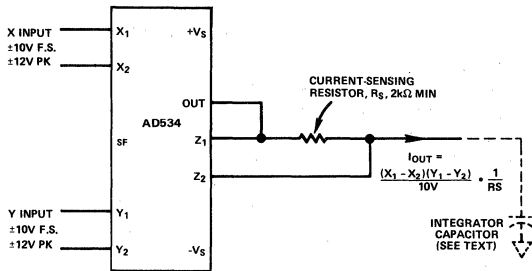 X INPUT
±10V F.S.
±12V PK
X1
X2
+VS
OUT
AD534
SF
Z1
Z2
Y INPUT
±10V F.S.
±12V PK
Y1
Y2
-VS
CURRENT-SENSING
RESISTOR, RS, 2kΩ MIN
IOUT =
(X1 - X2)(Y1 - Y2)
10V
• 1
RS
INTEGRATOR
CAPACITOR
(SEE TEXT)